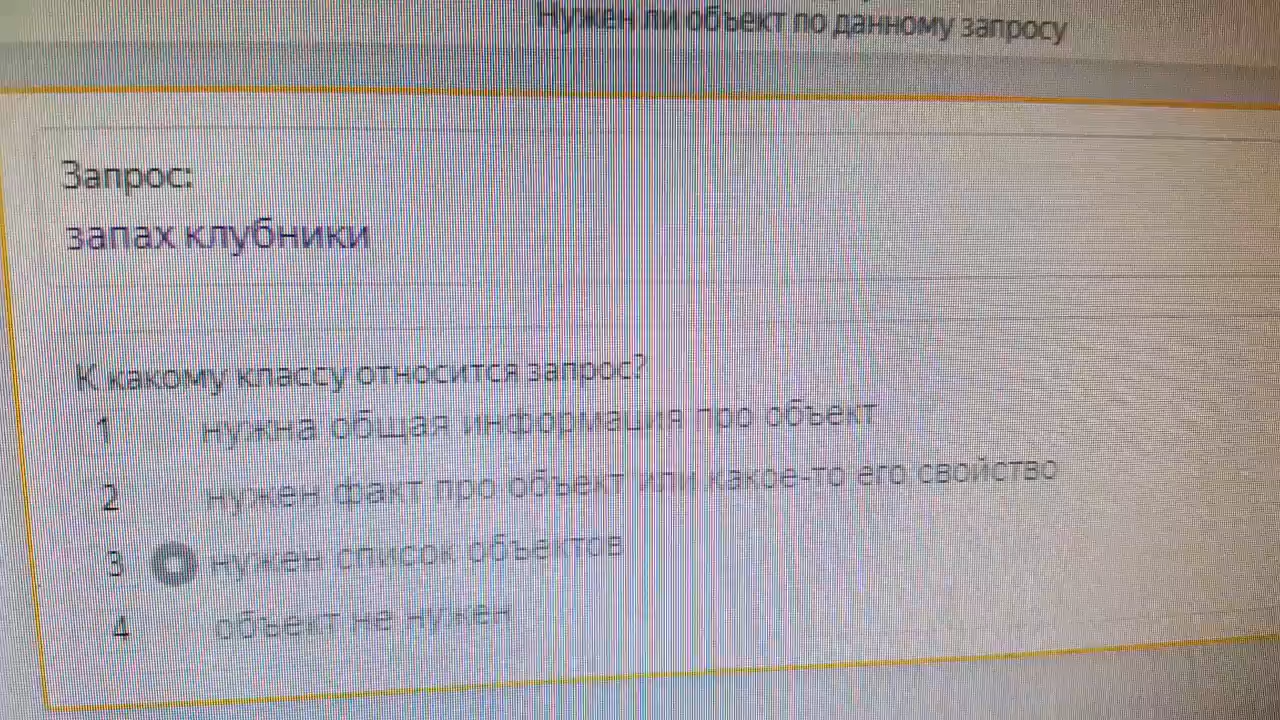 Нужен ли объект по данному запросу
Запрос:
запах клубники
К какому классу относится запрос?
1 нужна общая информация про объект
2 нужен факт про объект или какое-то его свойство
3 нужен список объектов
4 объект не нужен